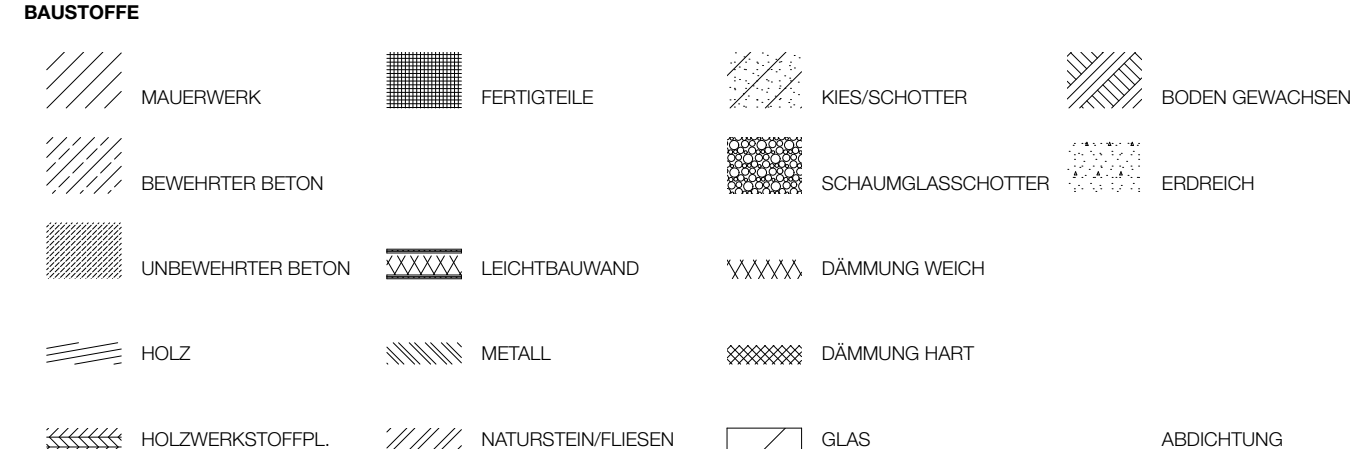 BAUSTOFFE
MAUERWERK
FERTIGTEILE
KIES/SCHOTTER
BODEN GEWACHSEN
BEWEHRTER BETON
SCHAUMGLASSCHOTTER
ERDREICH
UNBEWEHRTER BETON
LEICHTBAUWAND
DÄMMUNG WEICH
HOLZ
METALL
DÄMMUNG HART
HOLZWERKSTOFFPL.
NATURSTEIN/FLIESEN
GLAS
ABDICHTUNG